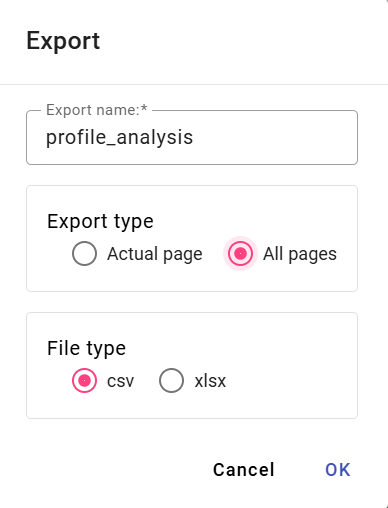 Export
Export name:*
profile_analysis
Export type
Actual page All pages
File type
csv xlsx
Cancel OK